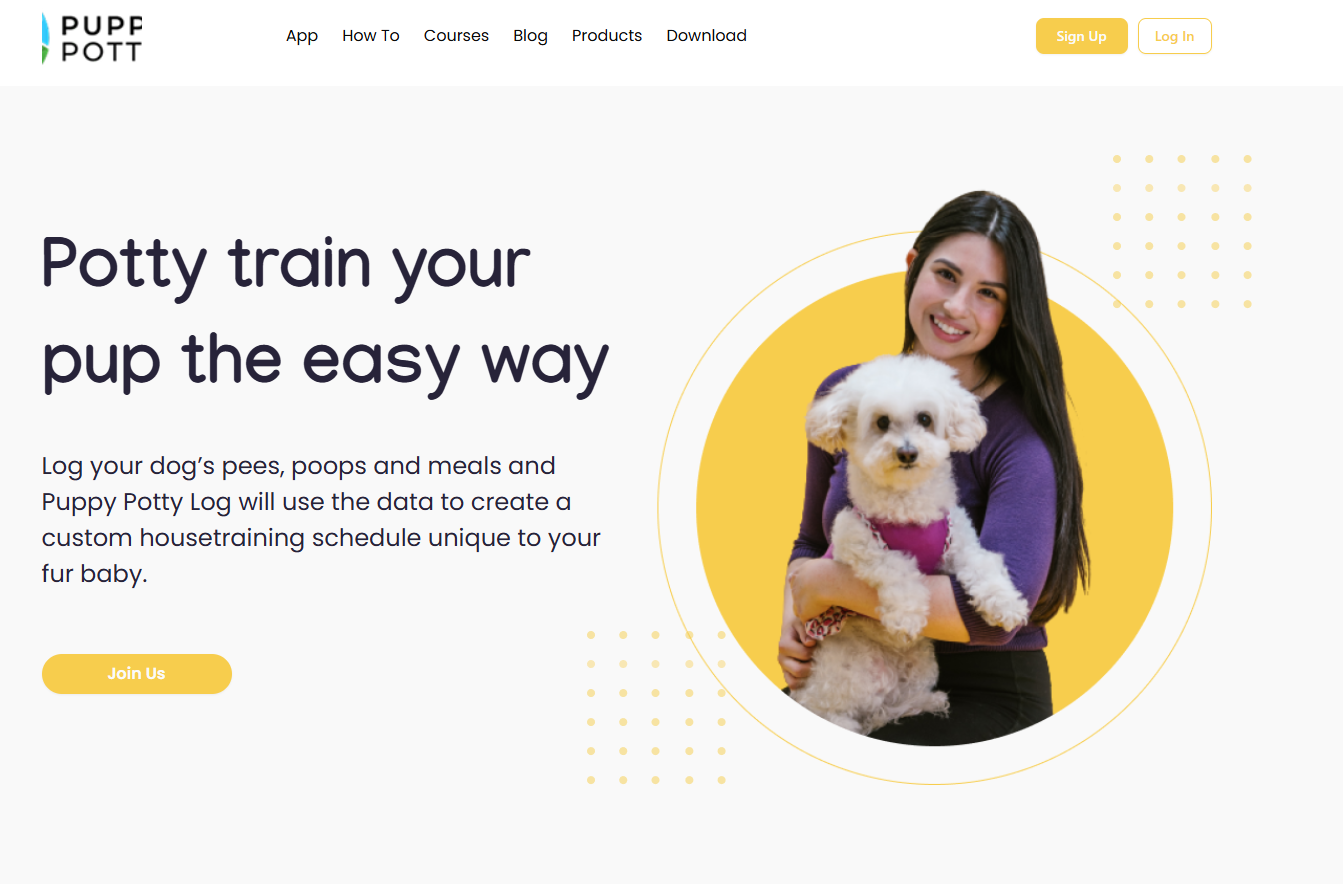 PUPP
POTT
App How To Courses Blog Products Download Sign Up Log In
Potty train your
pup the easy way
Log your dog’s pees, poops and meals and
Puppy Potty Log will use the data to create a
custom housetraining schedule unique to your
fur baby.
Join Us